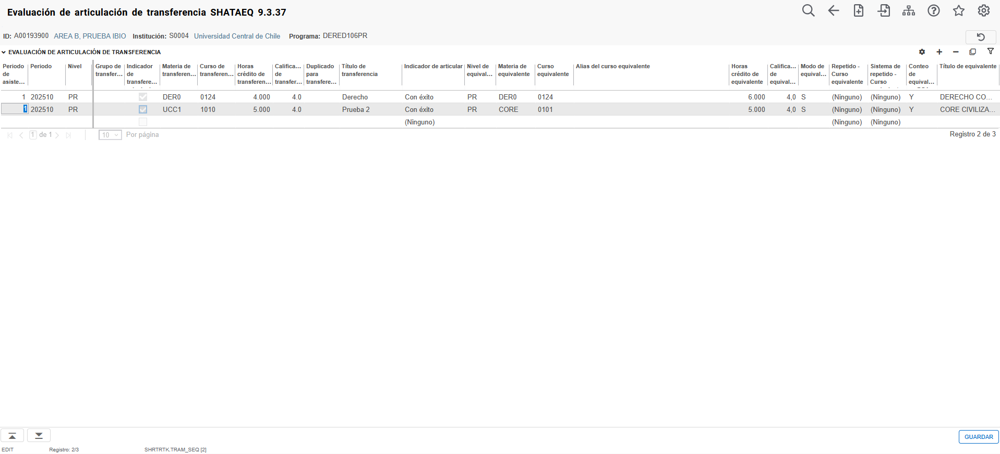 Evaluación de articulación de transferencia SHATAEQ 9.3.37
ID: A00193900 AREA B, PRUEBA IBIO Institución: S0004 Universidad Central de Chile Programa: DERED106PR
EVALUACIÓN DE ARTICULACIÓN DE TRANSFERENCIA
Periodo de asiste... Periodo Nivel Grupo de transfer... Indicador de transfere... Materia de transferen... Curso de transferen... Horas crédito de transferen... Califica... de transfer... Duplicado para transfere... Título de transferencia Indicador de articular Nivel de equival... Materia de equivalente Curso equivalente Alias del curso equivalente Horas crédito de equivalente Califica... de equival... Modo de equival... Repetido - Curso equivalente Sistema de repetido - Curso Conteo de equival... Título de equivalente
1 202510 PR DER0 0124 4.000 4.0 Derecho Con éxito PR DER0 0124 6.000 4,0 S (Ninguno) (Ninguno) Y DERECHO CO...
1 202510 PR UCC1 1010 5.000 4.0 Prueba 2 Con éxito PR CORE 0101 5.000 4,0 S (Ninguno) (Ninguno) Y CORE CIVILIZA...
(Ninguno) (Ninguno) (Ninguno)
1 de 1 10 Por página Registro 2 de 3
GUARDAR
EDIT Registro: 2/3 SHRTRTK.TRAM_SEQ [2]